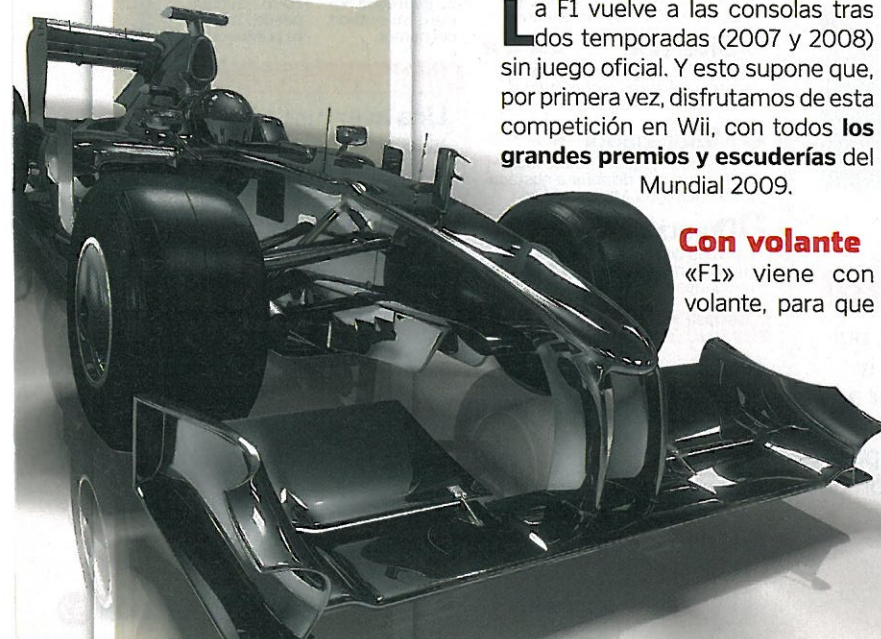 La F1 vuelve a las consolas tras
dos temporadas (2007 y 2008)
sin juego oficial. Y esto supone que,
por primera vez, disfrutamos de esta
competición en Wii, con todos los
grandes premios y escuderías del
Mundial 2009.
Con volante
«F1» viene con
volante, para que